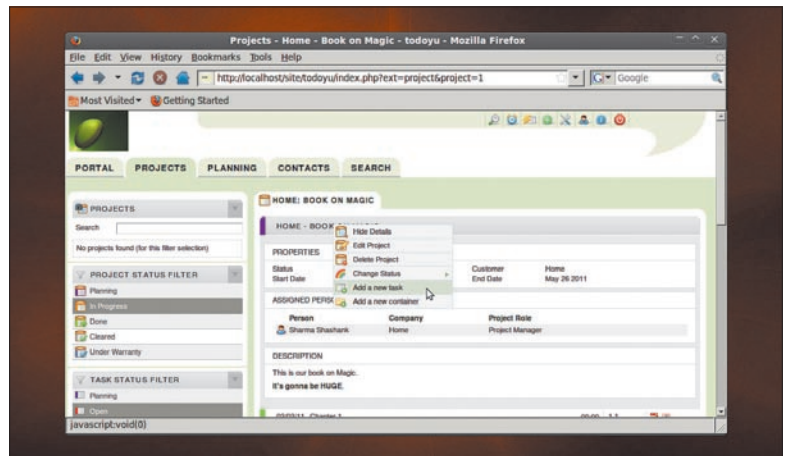 Projects - Home - Book on Magic - todoyu - Mozilla Firefox
File Edit View History Bookmarks Tools Help
http://localhost/site/todoyu/index.php?ext=project&project=1
Google
Most Visited
Getting Started
PORTAL PROJECTS PLANNING CONTACTS SEARCH
PROJECTS
Search
No projects found (for this filter selection)
PROJECT STATUS FILTER
Planning
In Progress
Done
Cleared
Under Warranty
TASK STATUS FILTER
Planning
Open
HOME: BOOK ON MAGIC
HOME - BOOK
Hide Details
Edit Project
Delete Project
Change Status
Add a new task
Add a new container
PROPERTIES
Status
Start Date
Customer Home
End Date May 26 2011
ASSIGNED
Person Company Project Role
Sharma Shashank Home Project Manager
DESCRIPTION
This is our book on Magic.
It's gonna be HUGE.
javascript:void(0)